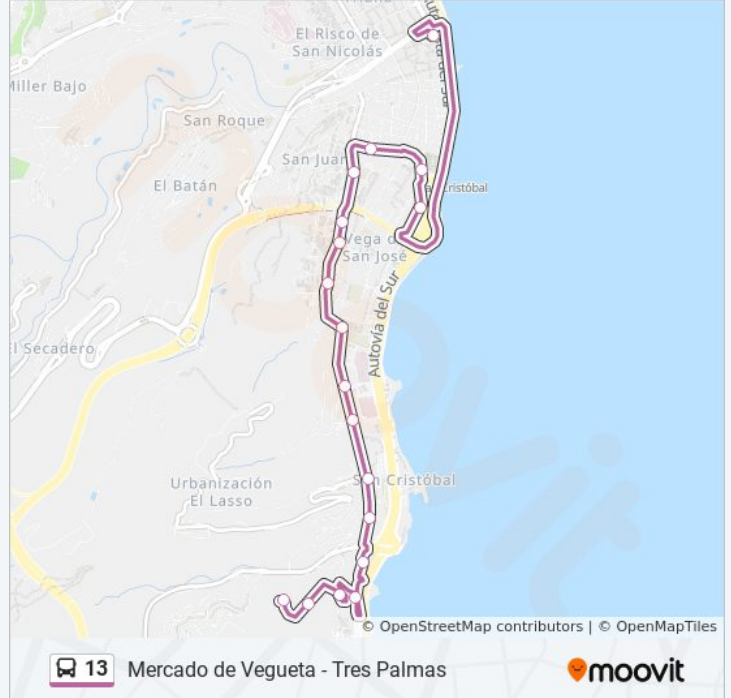 El Risco de
San Nicolás
Miller Bajo
San Roque
San Juan
El Batán
Cristóbal
Vega
San José
El Secadero
Autovía del Sur
San Cristóbal
Urbanización
El Lasso
© OpenStreetMap contributors | © OpenMapTiles
13 Mercado de Vegueta - Tres Palmas
moovit